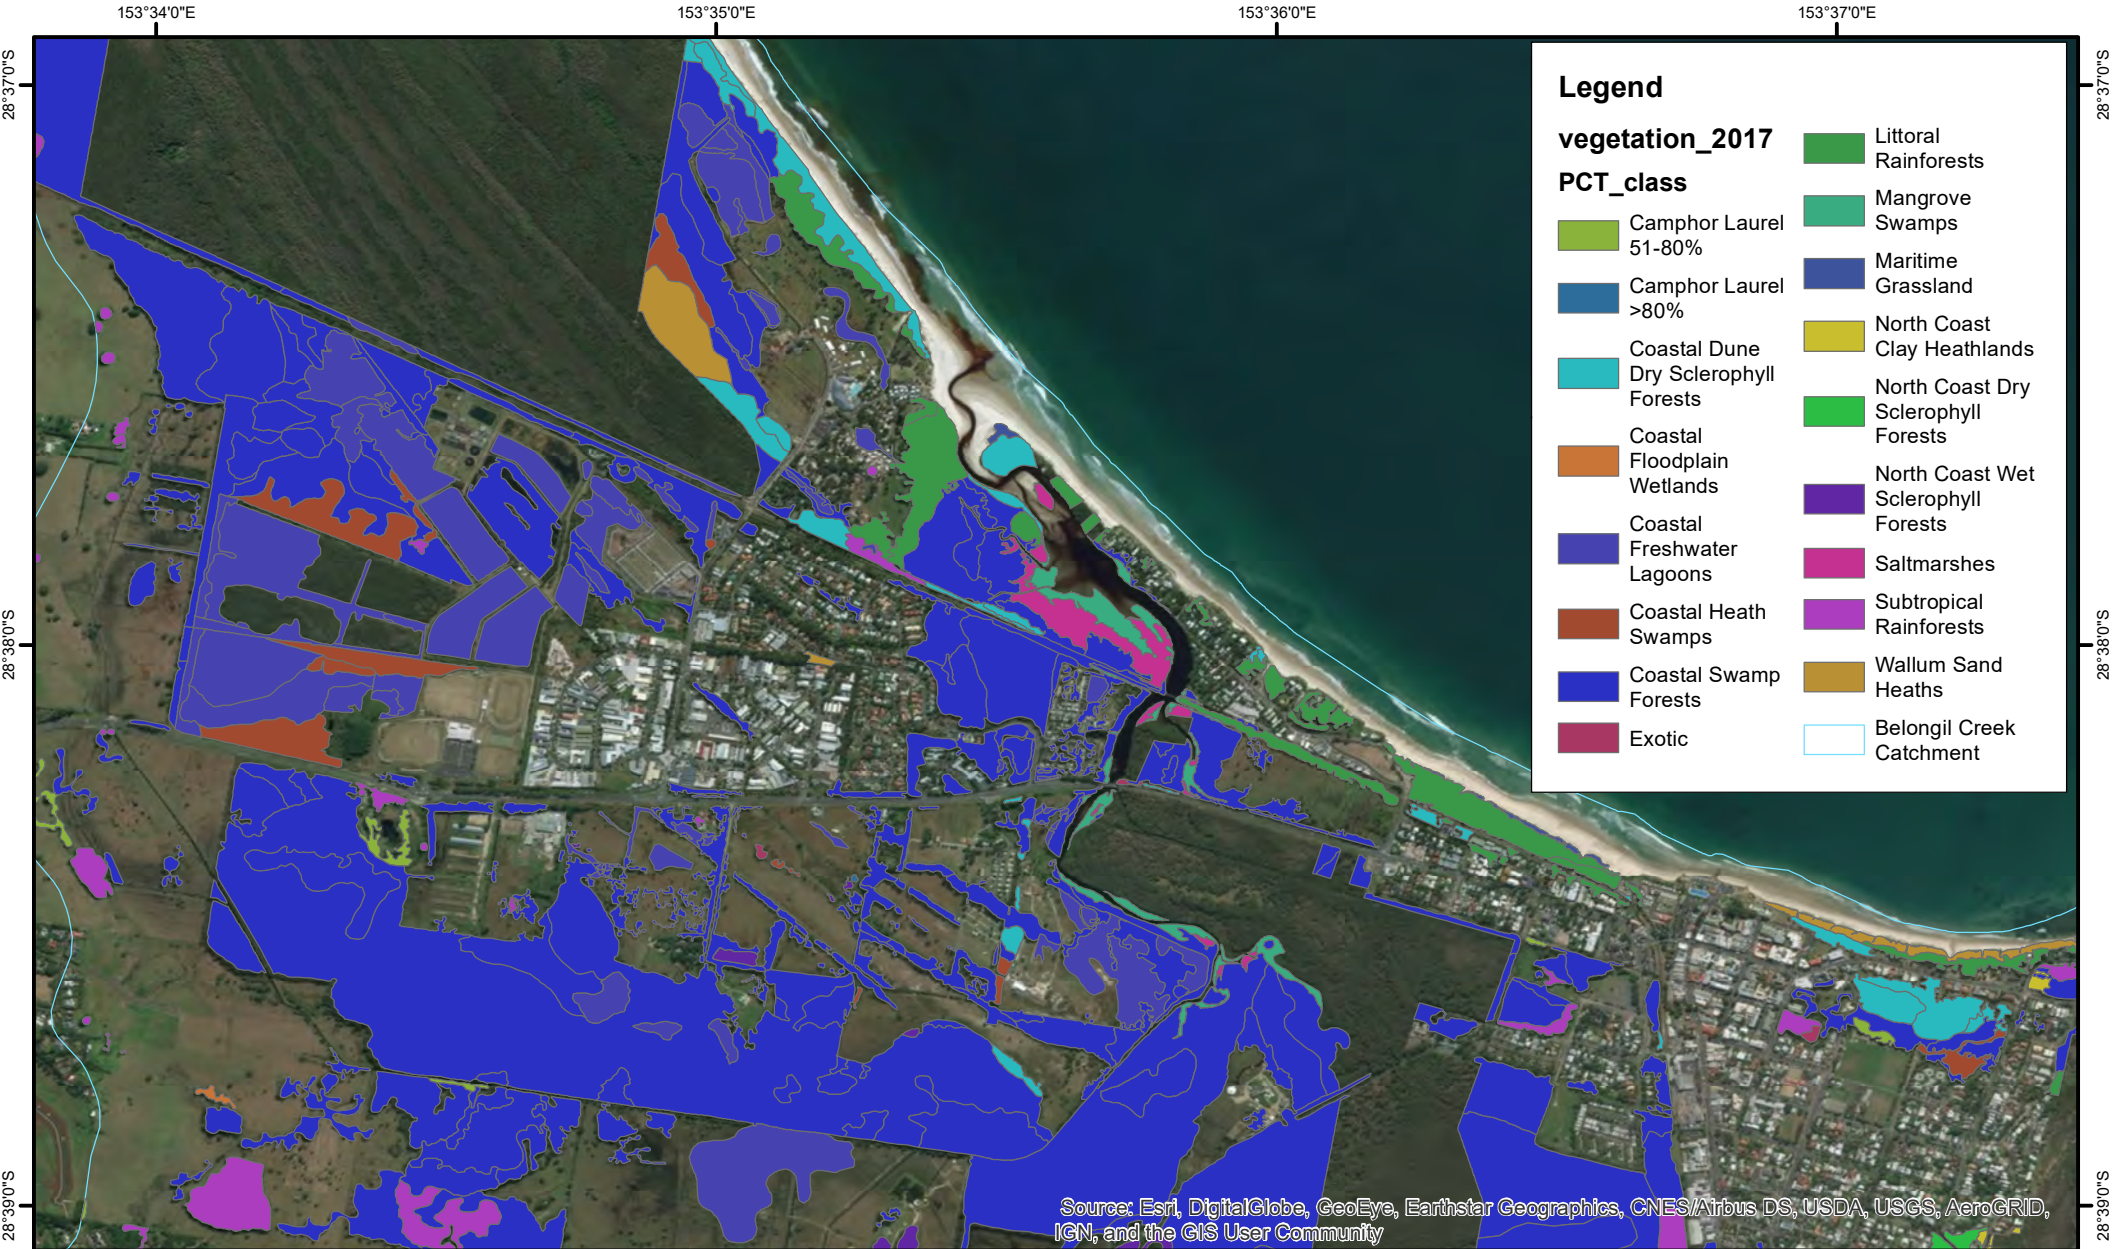 153°34'0"E
153°35'0"E
153°36'0"E
153°37'0"E
28°37'0"S
28°37'0"S
28°38'0"S
28°38'0"S
28°39'0"S
28°39'0"S
Legend
vegetation_2017
PCT_class
Camphor Laurel
51-80%
Camphor Laurel
>80%
Coastal Dune
Dry Sclerophyll
Forests
Coastal
Floodplain
Wetlands
Coastal
Freshwater
Lagoons
Coastal Heath
Swamps
Coastal Swamp
Forests
Exotic
Littoral
Rainforests
Mangrove
Swamps
Maritime
Grassland
North Coast
Clay Heathlands
North Coast Dry
Sclerophyll
Forests
North Coast Wet
Sclerophyll
Forests
Saltmarshes
Subtropical
Rainforests
Wallum Sand
Heaths
Belongil Creek
Catchment
Source: Esri, DigitalGlobe, GeoEye, Earthstar Geographics, CNES/Airbus DS, USDA, USGS, AeroGRID,
IGN, and the GIS User Community